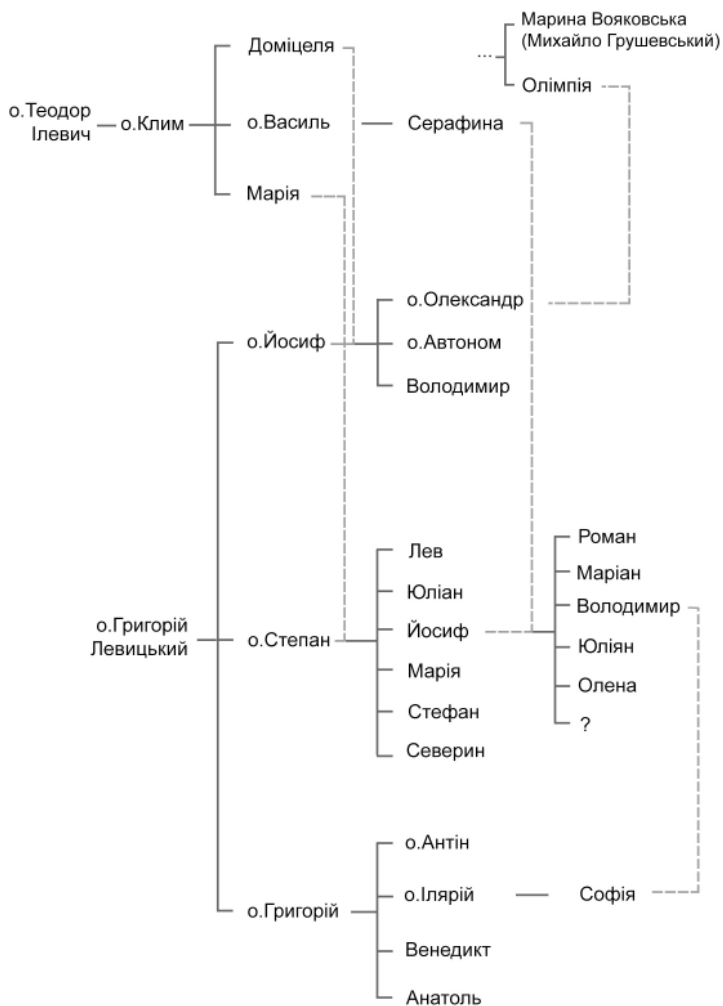 Марина Вояковська
(Михайло Грушевський)
...
Олімпія
Доміцеля
о.Теодор
Ілевич
о.Клим
о.Василь
Серафина
Марія
о.Йосиф
о.Олександр
о.Автоном
Володимир
о.Григорій
Левицький
о.Степан
Лев
Юліан
Йосиф
Марія
Стефан
Северин
Роман
Маріан
Володимир
Юліян
Олена
?
о.Григорій
о.Антін
о.Ілярій
Софія
Венедикт
Анатоль